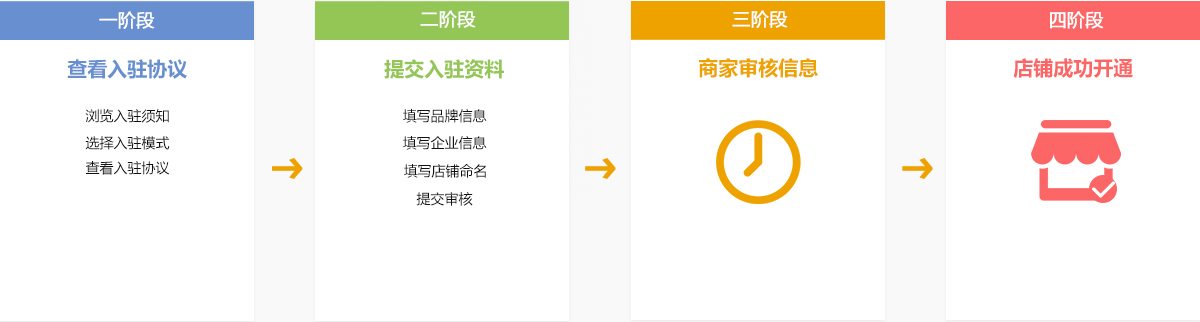 一阶段
查看入驻协议
浏览入驻须知
选择入驻模式
查看入驻协议
二阶段
提交入驻资料
填写品牌信息
填写企业信息
填写店铺命名
提交审核
三阶段
商家审核信息
四阶段
店铺成功开通